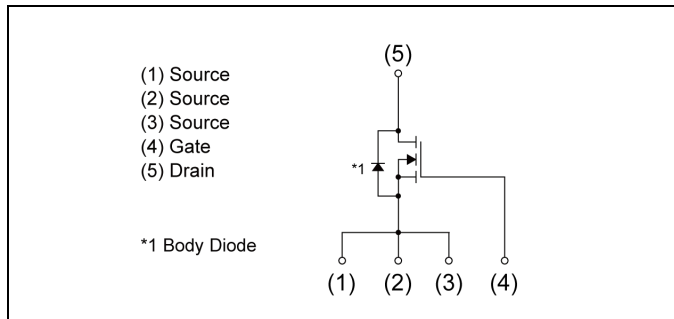 (1) Source
(2) Source
(3) Source
(4) Gate
(5) Drain
*1 Body Diode
(5)
*1
(1) (2) (3) (4)